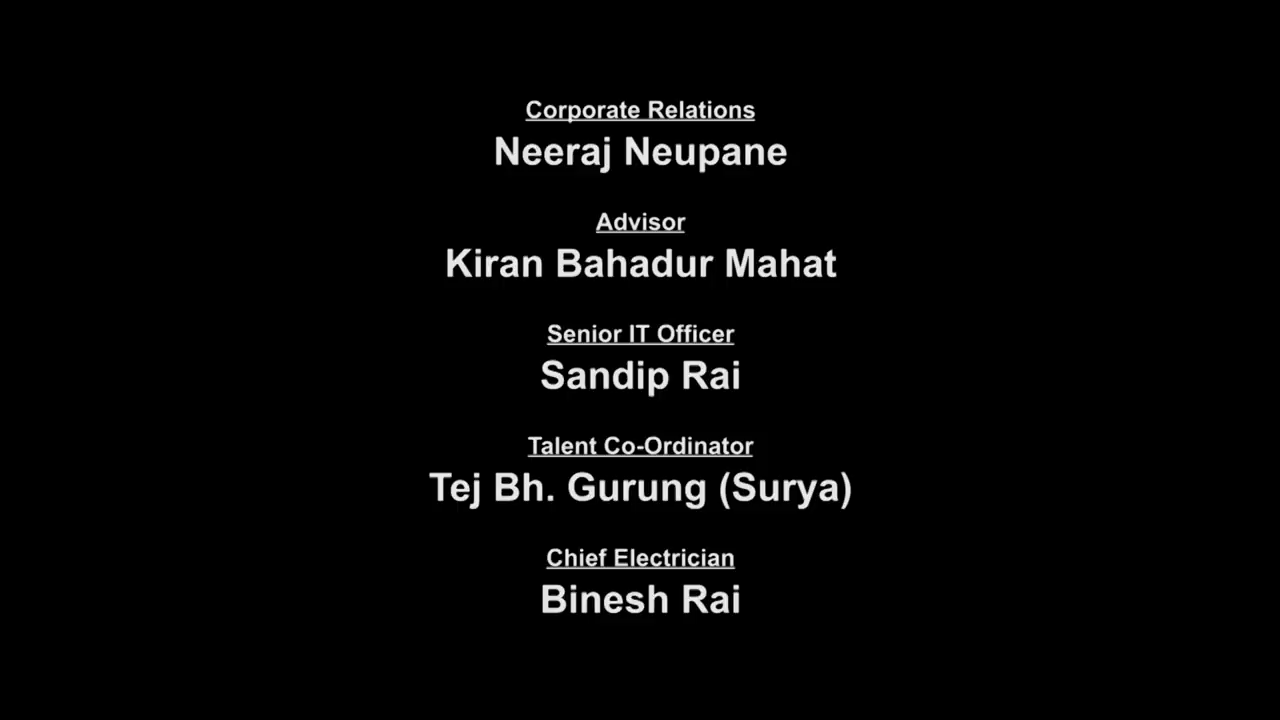 Corporate Relations
Neeraj Neupane
Advisor
Kiran Bahadur Mahat
Senior IT Officer
Sandip Rai
Talent Co-Ordinator
Tej Bh. Gurung (Surya)
Chief Electrician
Binesh Rai